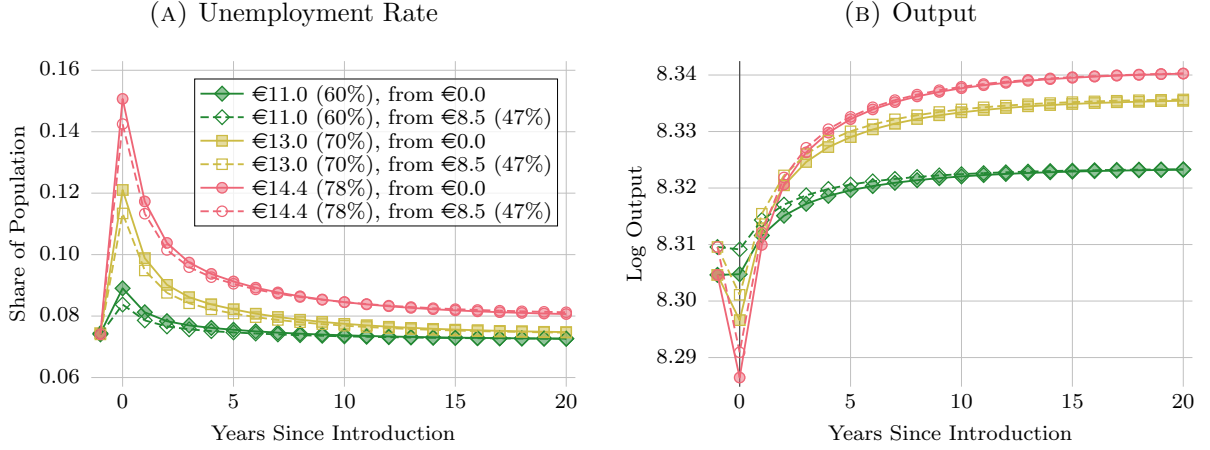 (A) Unemployment Rate
0.16
0.14
0.12
0.10
0.08
0.06
Share of Population
0
5
10
15
20
Years Since Introduction
€11.0 (60%), from €0.0
€11.0 (60%), from €8.5 (47%)
€13.0 (70%), from €0.0
€13.0 (70%), from €8.5 (47%)
€14.4 (78%), from €0.0
€14.4 (78%), from €8.5 (47%)
(B) Output
8.34
8.33
8.32
8.31
8.30
8.29
Log Output
0
5
10
15
20
Years Since Introduction